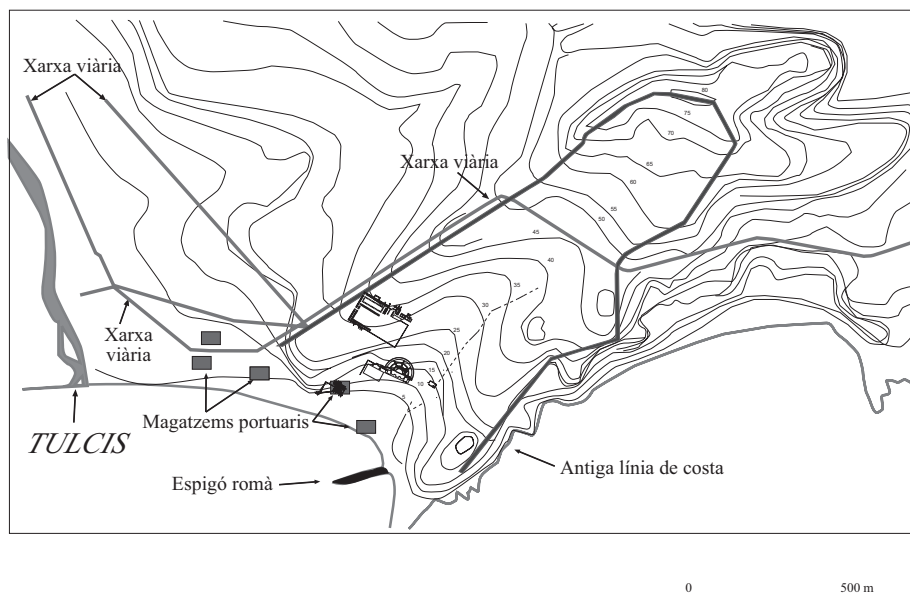 Xarxa viària
80
75
70
Xarxa viària
65
60
55
50
45
40
35
30
Xarxa
viària
25
20
15
10
5
Magatzems portuaris
TULCIS
Antiga línia de costa
Espigó romà
0 500 m